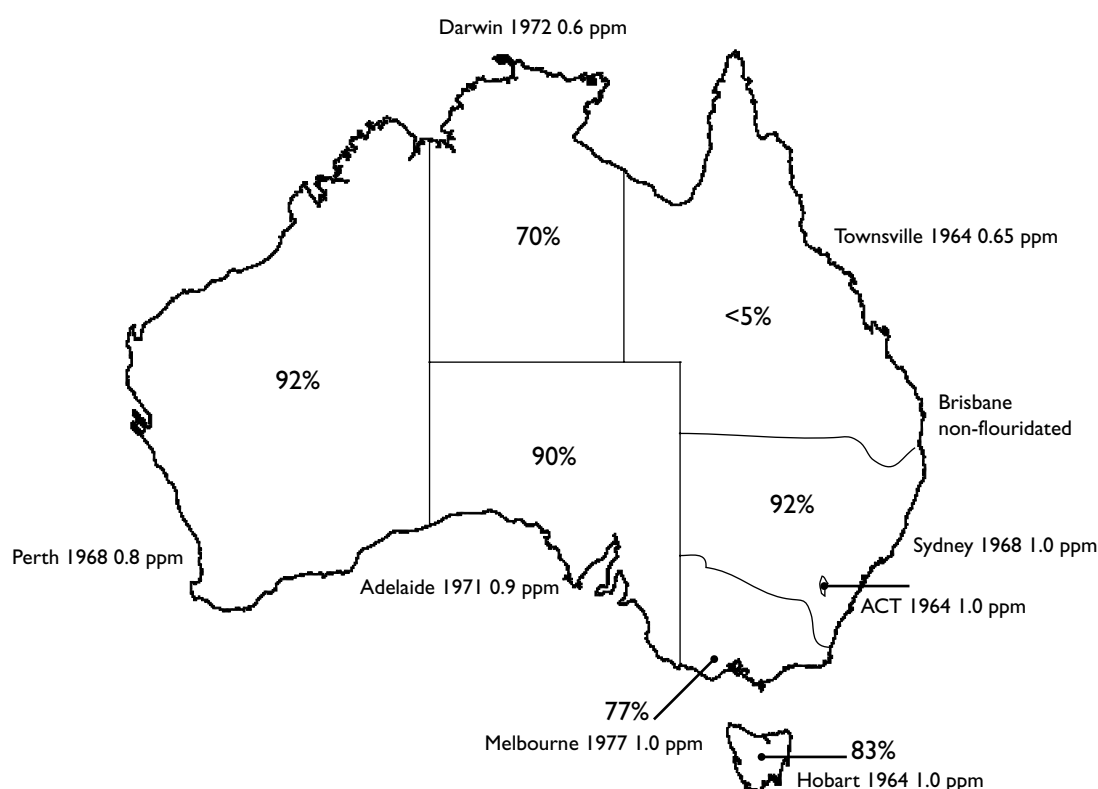 Darwin 1972 0.6 ppm
70%
Townsville 1964 0.65 ppm
<5%
92%
Brisbane
non-flouridated
90%
92%
Sydney 1968 1.0 ppm
Perth 1968 0.8 ppm
Adelaide 1971 0.9 ppm
ACT 1964 1.0 ppm
77%
Melbourne 1977 1.0 ppm
83%
Hobart 1964 1.0 ppm